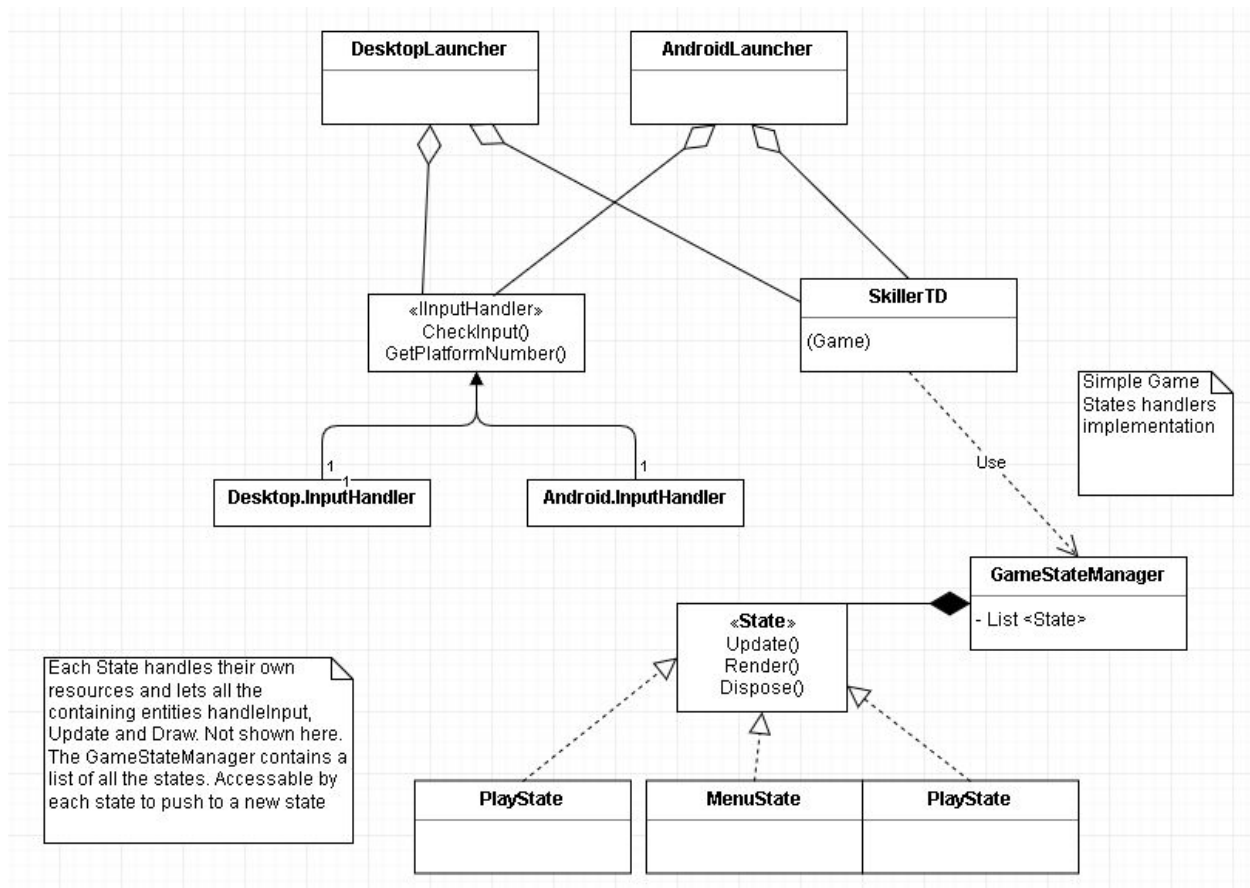 DesktopLauncher
AndroidLauncher
«IInputHandler»
CheckInput()
GetPlatformNumber()
SkillerTD
(Game)
Simple Game
States handlers
implementation
Use
1
1
1
Desktop.InputHandler
Android.InputHandler
GameStateManager
- List <State>
«State»
Update()
Render()
Dispose()
Each State handles their own
resources and lets all the
containing entities handleInput,
Update and Draw. Not shown here.
The GameStateManager contains a
list of all the states. Accessable by
each state to push to a new state
PlayState
MenuState
PlayState